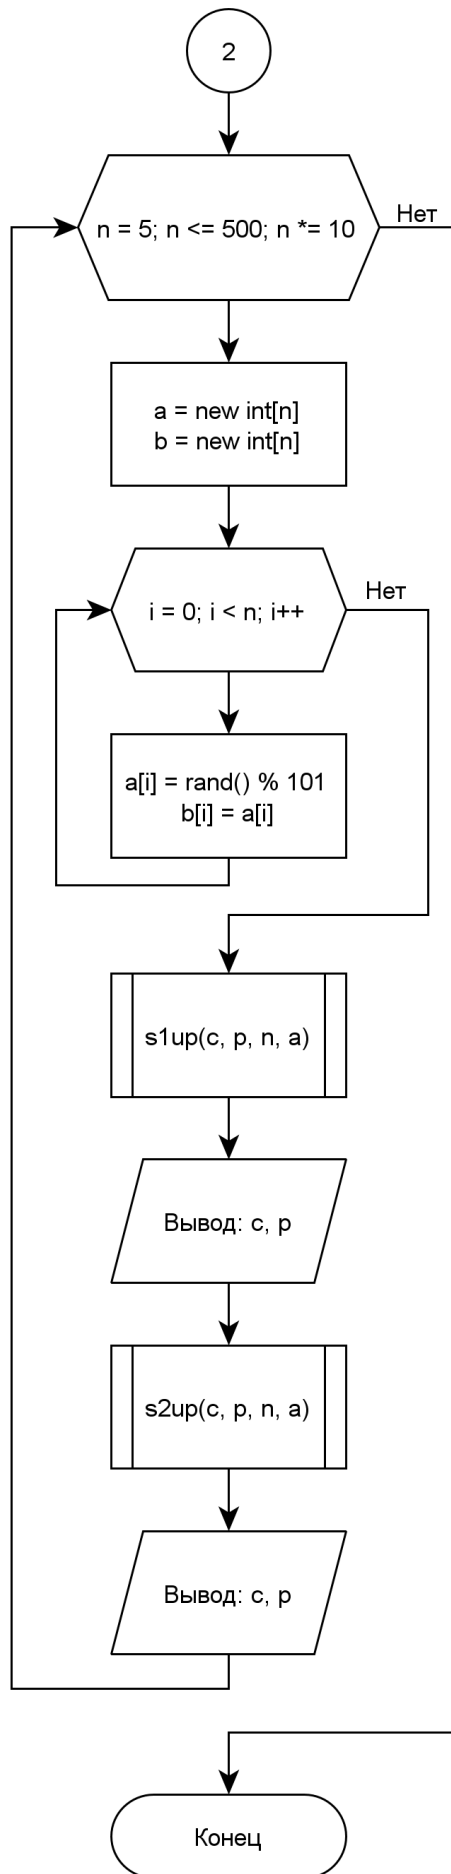 2
n = 5; n <= 500; n *= 10
Нет
a = new int[n]
b = new int[n]
i = 0; i < n; i++
Нет
a[i] = rand() % 101
b[i] = a[i]
s1up(c, p, n, a)
Вывод: c, p
s2up(c, p, n, a)
Вывод: c, p
Конец